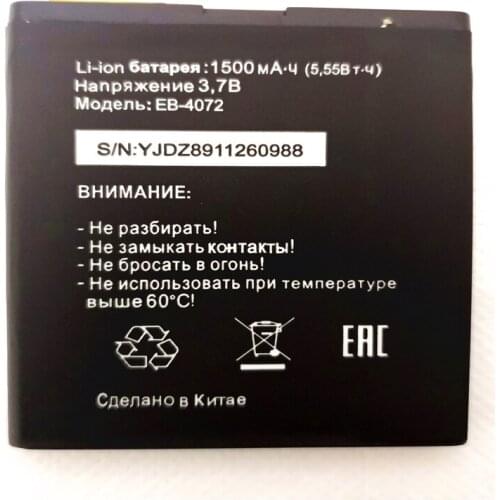 Li-ion батарея:1500 мА·ч (5,55Вт·ч)
Напряжение 3,7В
Модель: EB-4072
S/N:YJDZ8911260988
ВНИМАНИЕ:
- Не разбирать!
- Не замыкать контакты!
- Не бросать в огонь!
- Не использовать при температуре
выше 60°C!
EAC
Сделано в Китае